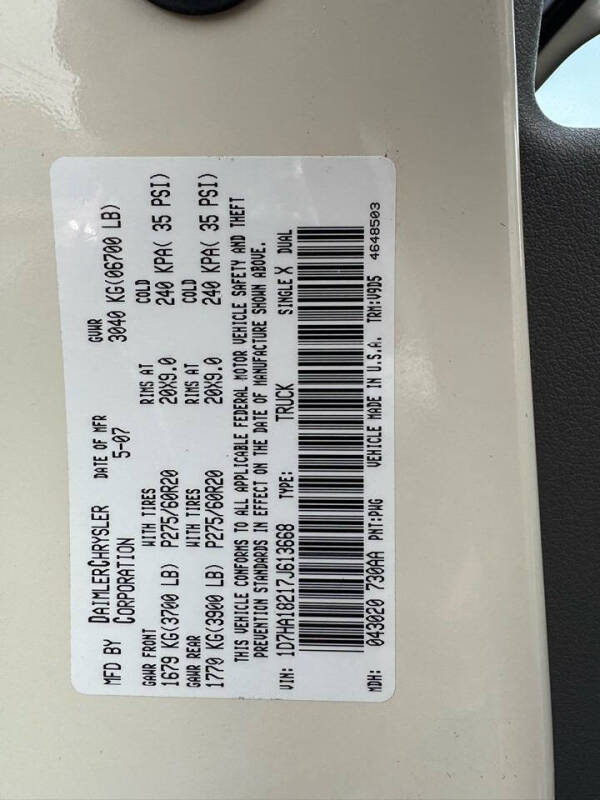 MFD BY DAIMLERCHRYSLER CORPORATION DATE OF MFR 5-07 GVWR 3040 KG(06700 LB)
GAWR FRONT WITH TIRES RIMS AT COLD
1679 KG(3700 LB) P275/60R20 20X9.0 240 KPA( 35 PSI)
GAWR REAR WITH TIRES RIMS AT COLD
1770 KG(3900 LB) P275/60R20 20X9.0 240 KPA( 35 PSI)
THIS VEHICLE CONFORMS TO ALL APPLICABLE FEDERAL MOTOR VEHICLE SAFETY AND THEFT
PREVENTION STANDARDS IN EFFECT ON THE DATE OF MANUFACTURE SHOWN ABOVE.
VIN: 1D7HA18217J613668 TYPE: TRUCK SINGLE X DUAL
MDH: 043020 730AA PNT:PWG VEHICLE MADE IN U.S.A. TRM:V9D5 4648503